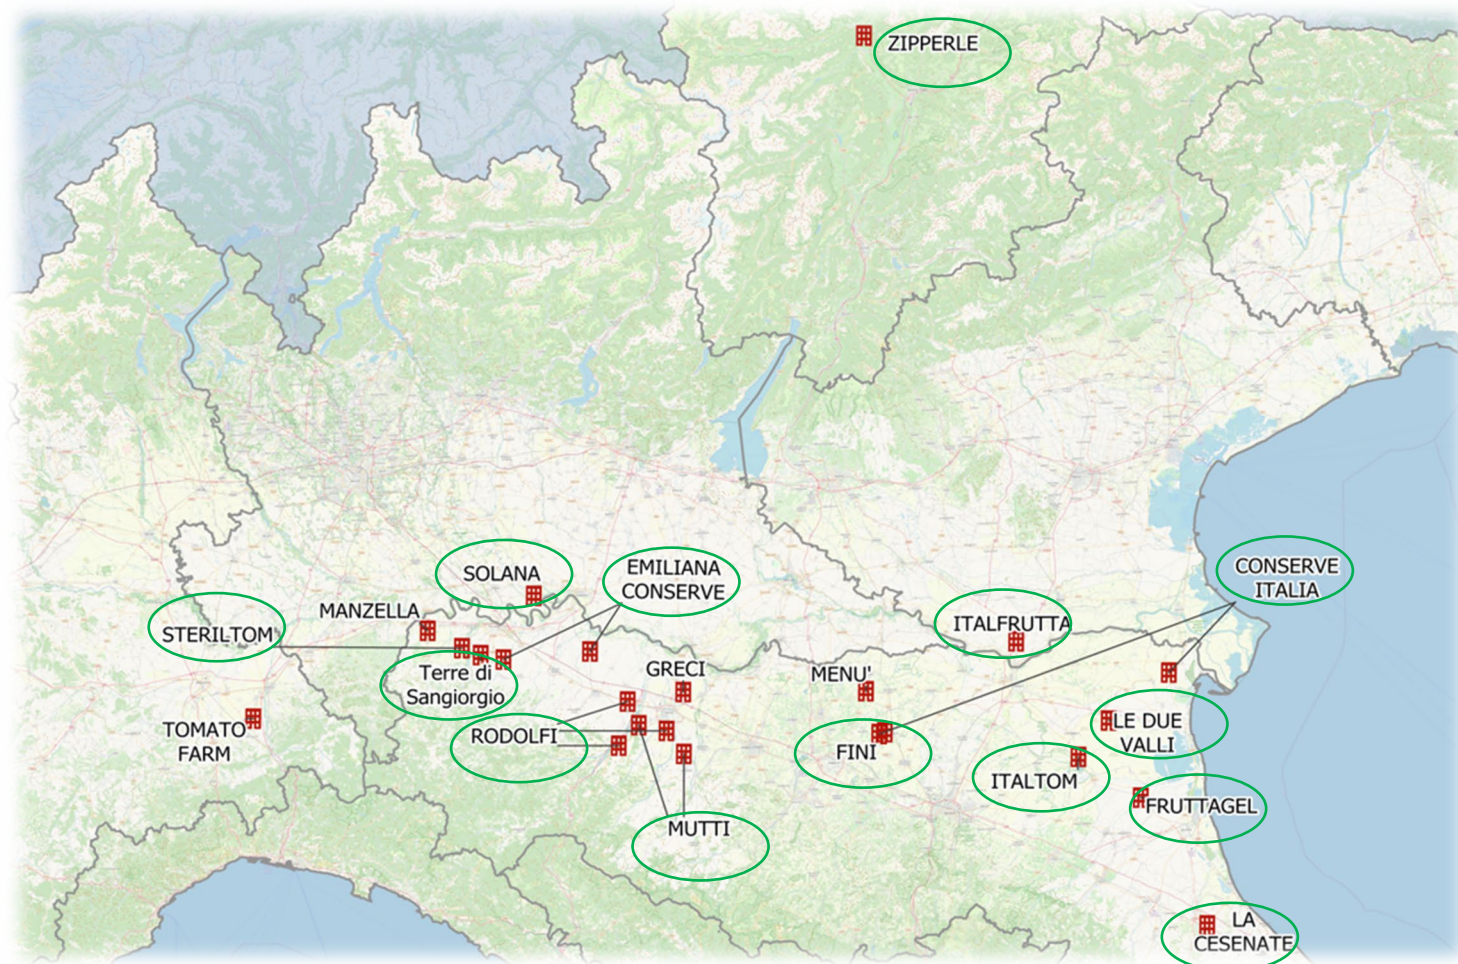 ZIPPERLE
SOLANA
EMILIANA
CONSERVE
CONSERVE
ITALIA
MANZELLA
STERILTOM
ITALFRUTTA
Terre di
Sangiorgio
GRECI
MENU'
TOMATO
FARM
RODOLFI
LE DUE
VALLI
FINI
ITALTOM
FRUTTAGEL
MUTTI
LA
CESENATE